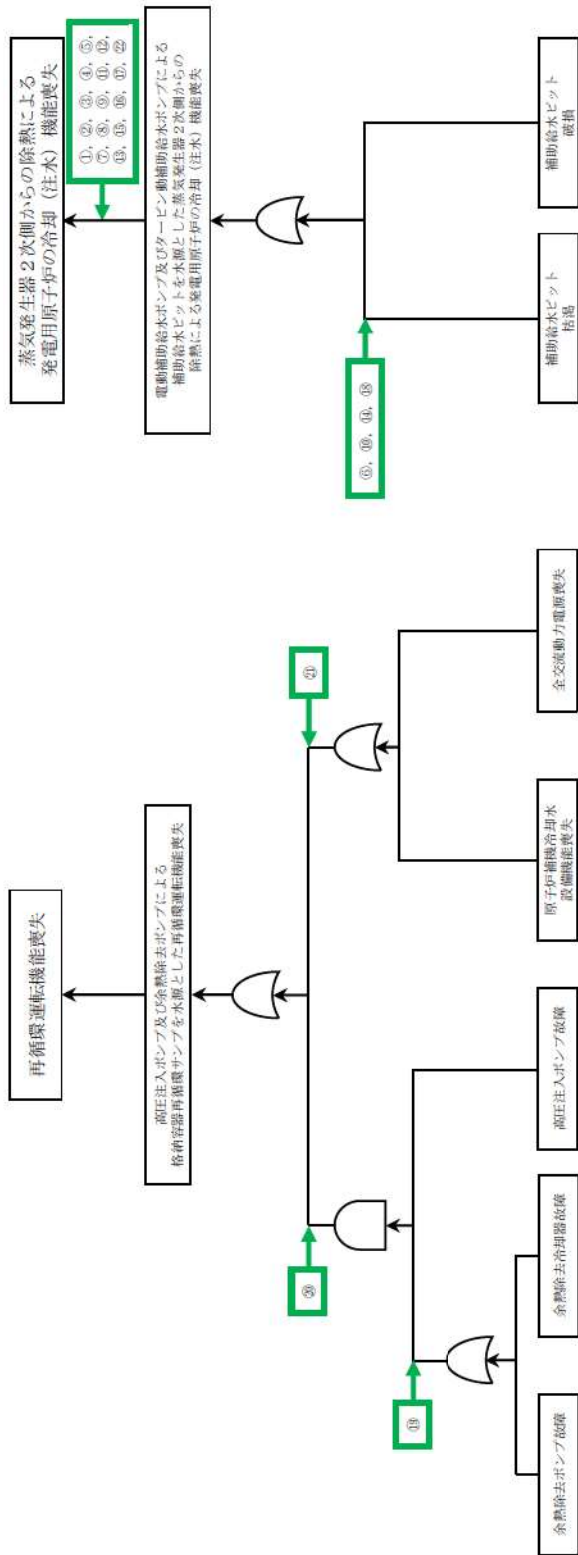 再循環運転機能喪失
高圧注入ポンプ及び余熱除去ポンプによる
格納容器再循環サンプを水源とした再循環運転機能喪失
⑳
㉑
⑲
余熱除去ポンプ故障
余熱除去冷却器故障
高圧注入ポンプ故障
原子炉補機冷却水
設備機能喪失
全交流動力電源喪失
蒸気発生器2次側からの除熱による
発電用原子炉の冷却(注水)機能喪失
①, ②, ③, ④, ⑤,
⑦, ⑧, ⑨, ⑪, ⑫,
⑬, ⑮, ⑯, ⑰, ㉒
電動補助給水ポンプ及びタービン動補助給水ポンプによる
補助給水ピットを水源とした蒸気発生器2次側からの
除熱による発電用原子炉の冷却(注水)機能喪失
⑥, ⑩, ⑭, ⑱
補助給水ピット
枯渇
補助給水ピット
破損